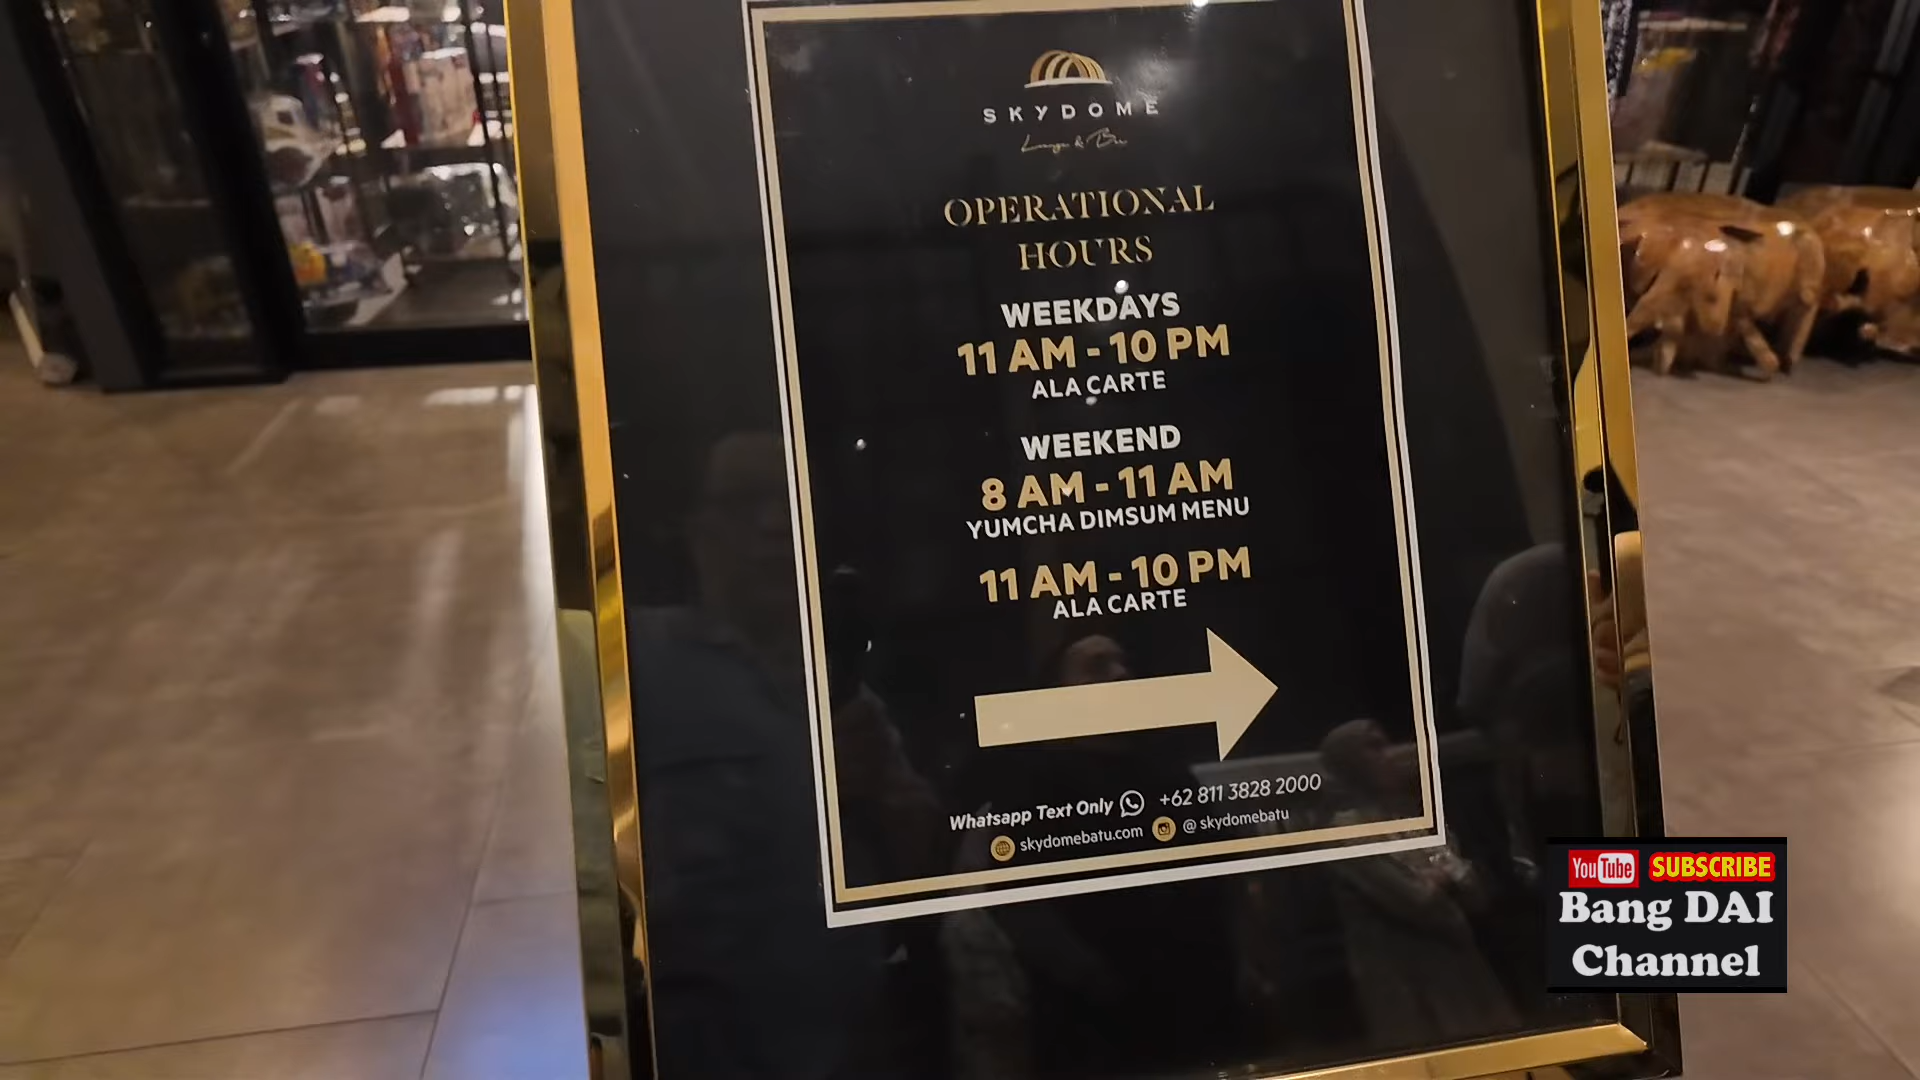 SKYDOME
Lounge & Bar
OPERATIONAL
HOURS
WEEKDAYS
11 AM - 10 PM
ALA CARTE
WEEKEND
8 AM - 11 AM
YUMCHA DIMSUM MENU
11 AM - 10 PM
ALA CARTE
Whatsapp Text Only +62 811 3828 2000
skydomebatu.com @ skydomebatu
YouTube SUBSCRIBE
Bang DAI
Channel